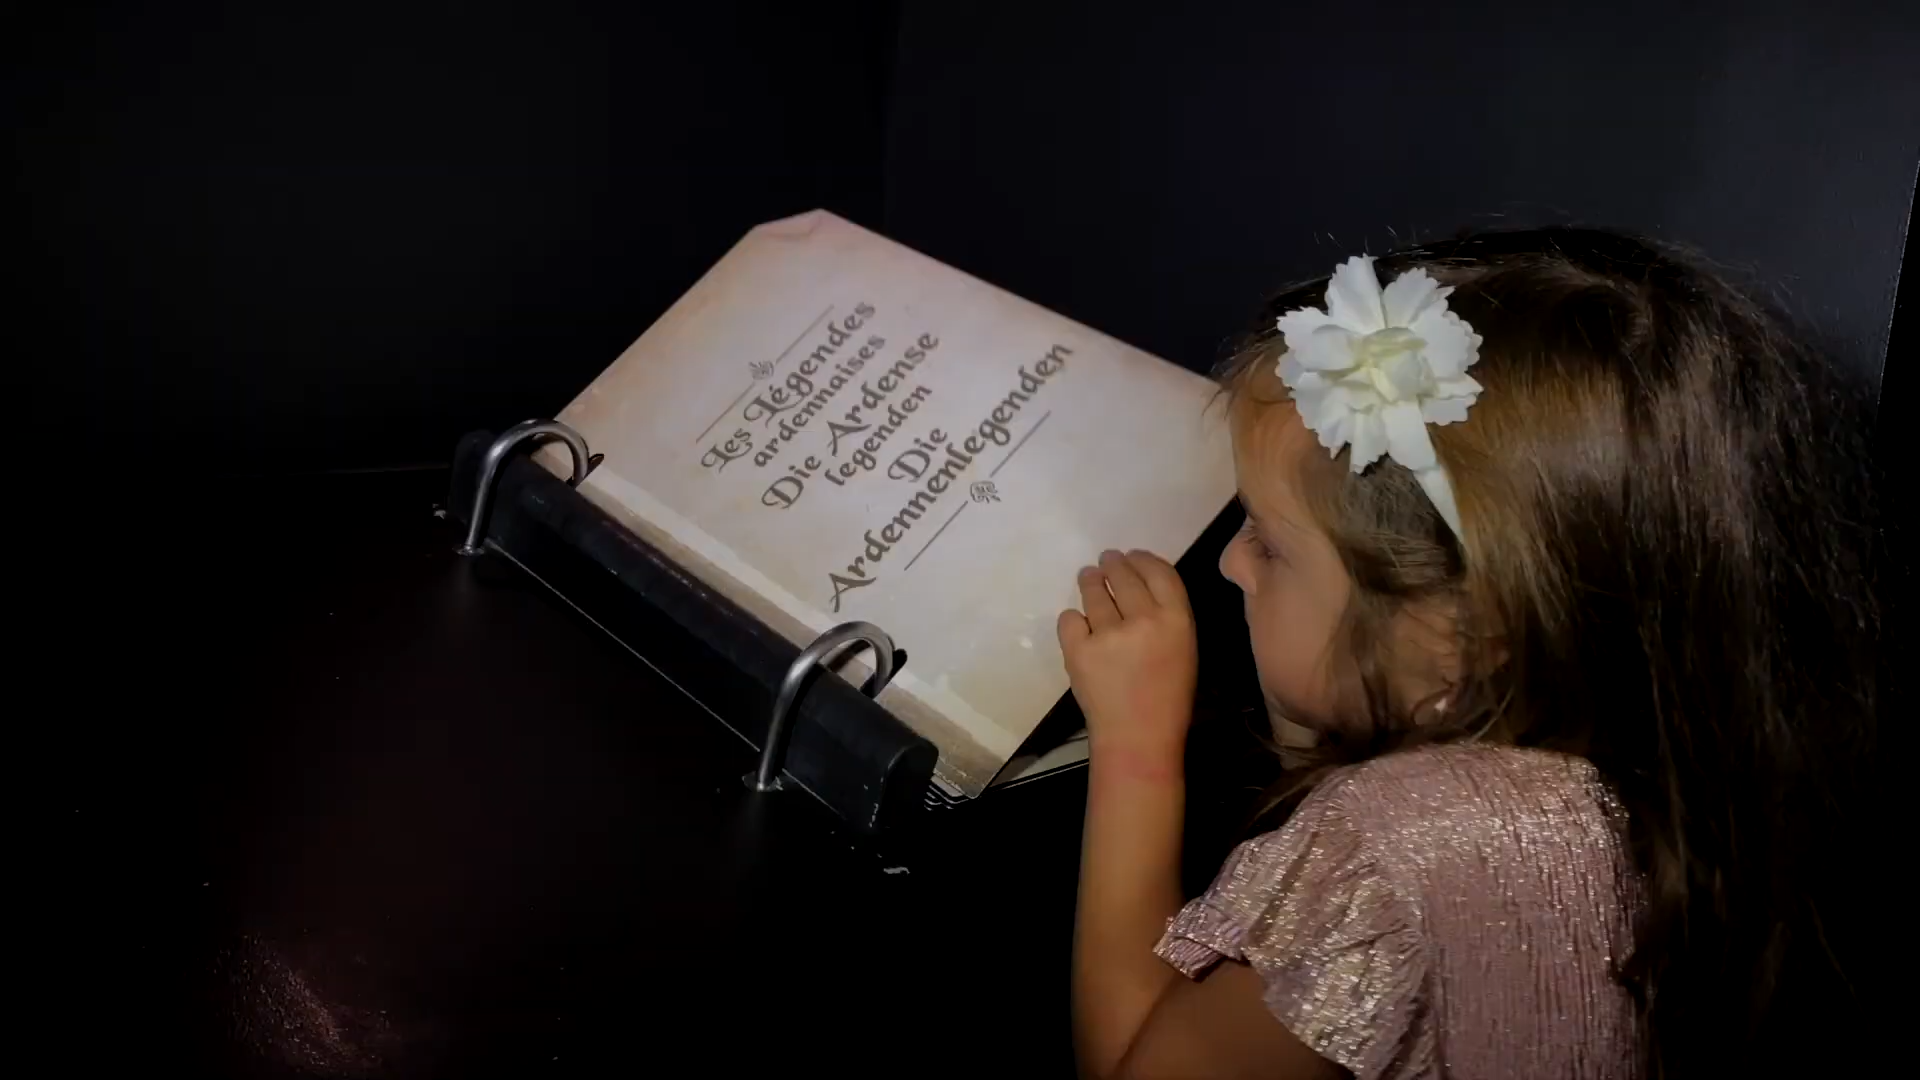 Les Légendes
ardennaises
Die Ardense
legenden
Die
Ardennenlegenden